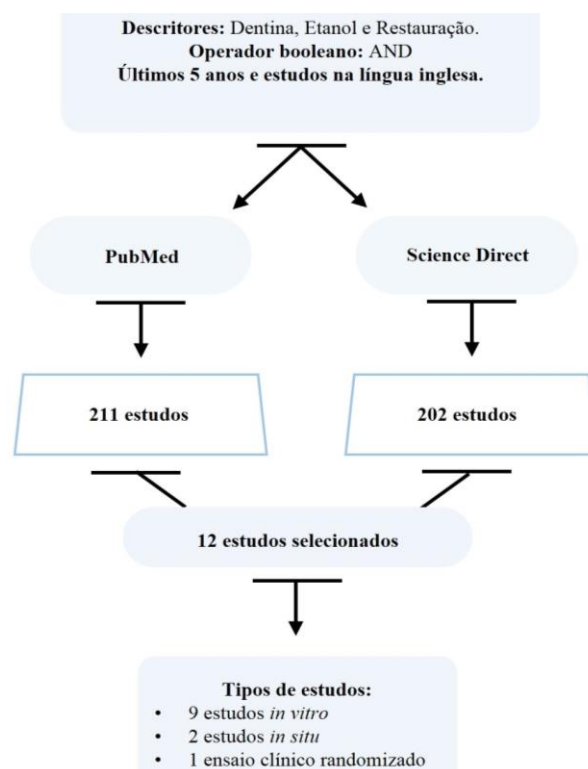 Descritores: Dentina, Etanol e Restauração.
Operador booleano: AND
Últimos 5 anos e estudos na língua inglesa.
PubMed
Science Direct
211 estudos
202 estudos
12 estudos selecionados
Tipos de estudos:
• 9 estudos in vitro
• 2 estudos in situ
• 1 ensaio clínico randomizado